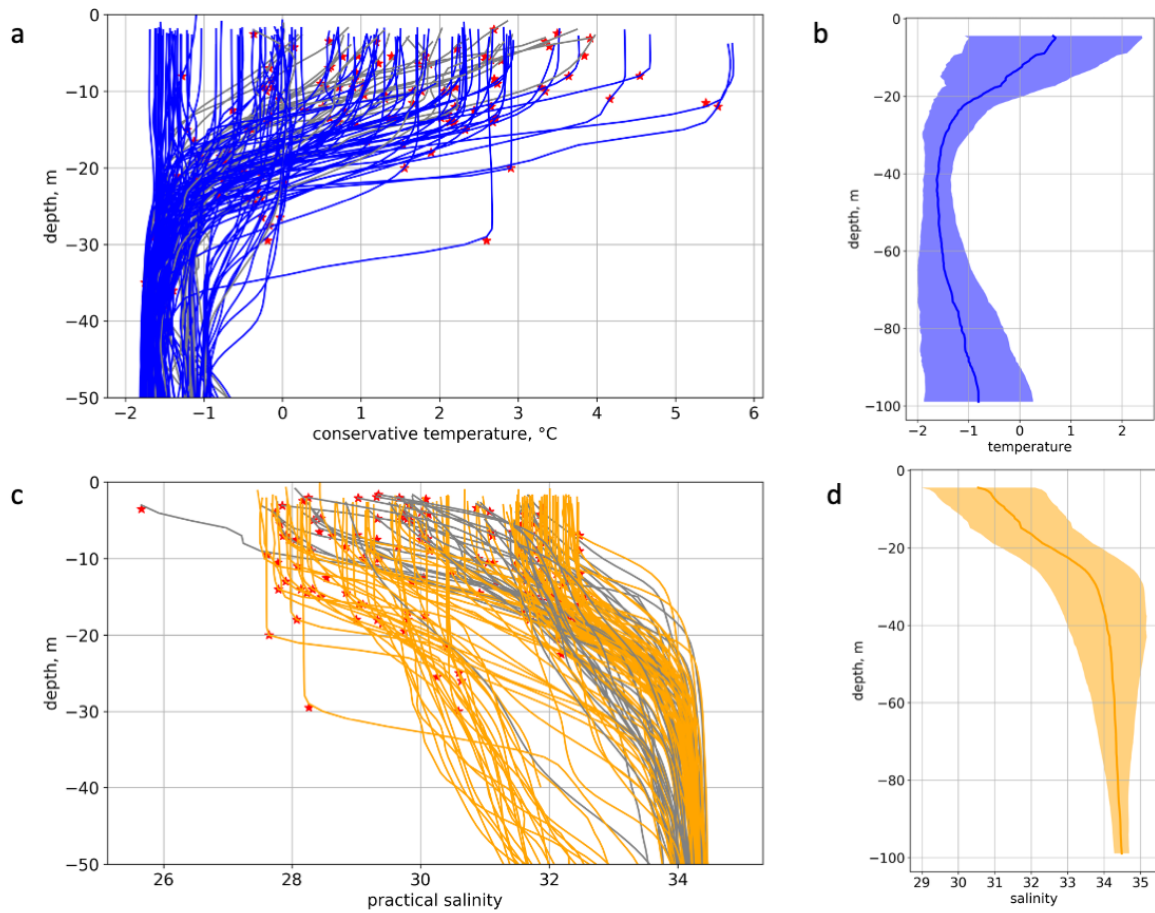 a
0
−10
−20
−30
−40
−50
depth, m
−2 −1 0 1 2 3 4 5 6
conservative temperature, °C
b
0
−20
−40
−60
−80
−100
depth, m
−2 −1 0 1 2
temperature
c
0
−10
−20
−30
−40
−50
depth, m
26 28 30 32 34
practical salinity
d
0
−20
−40
−60
−80
−100
depth, m
29 30 31 32 33 34 35
salinity